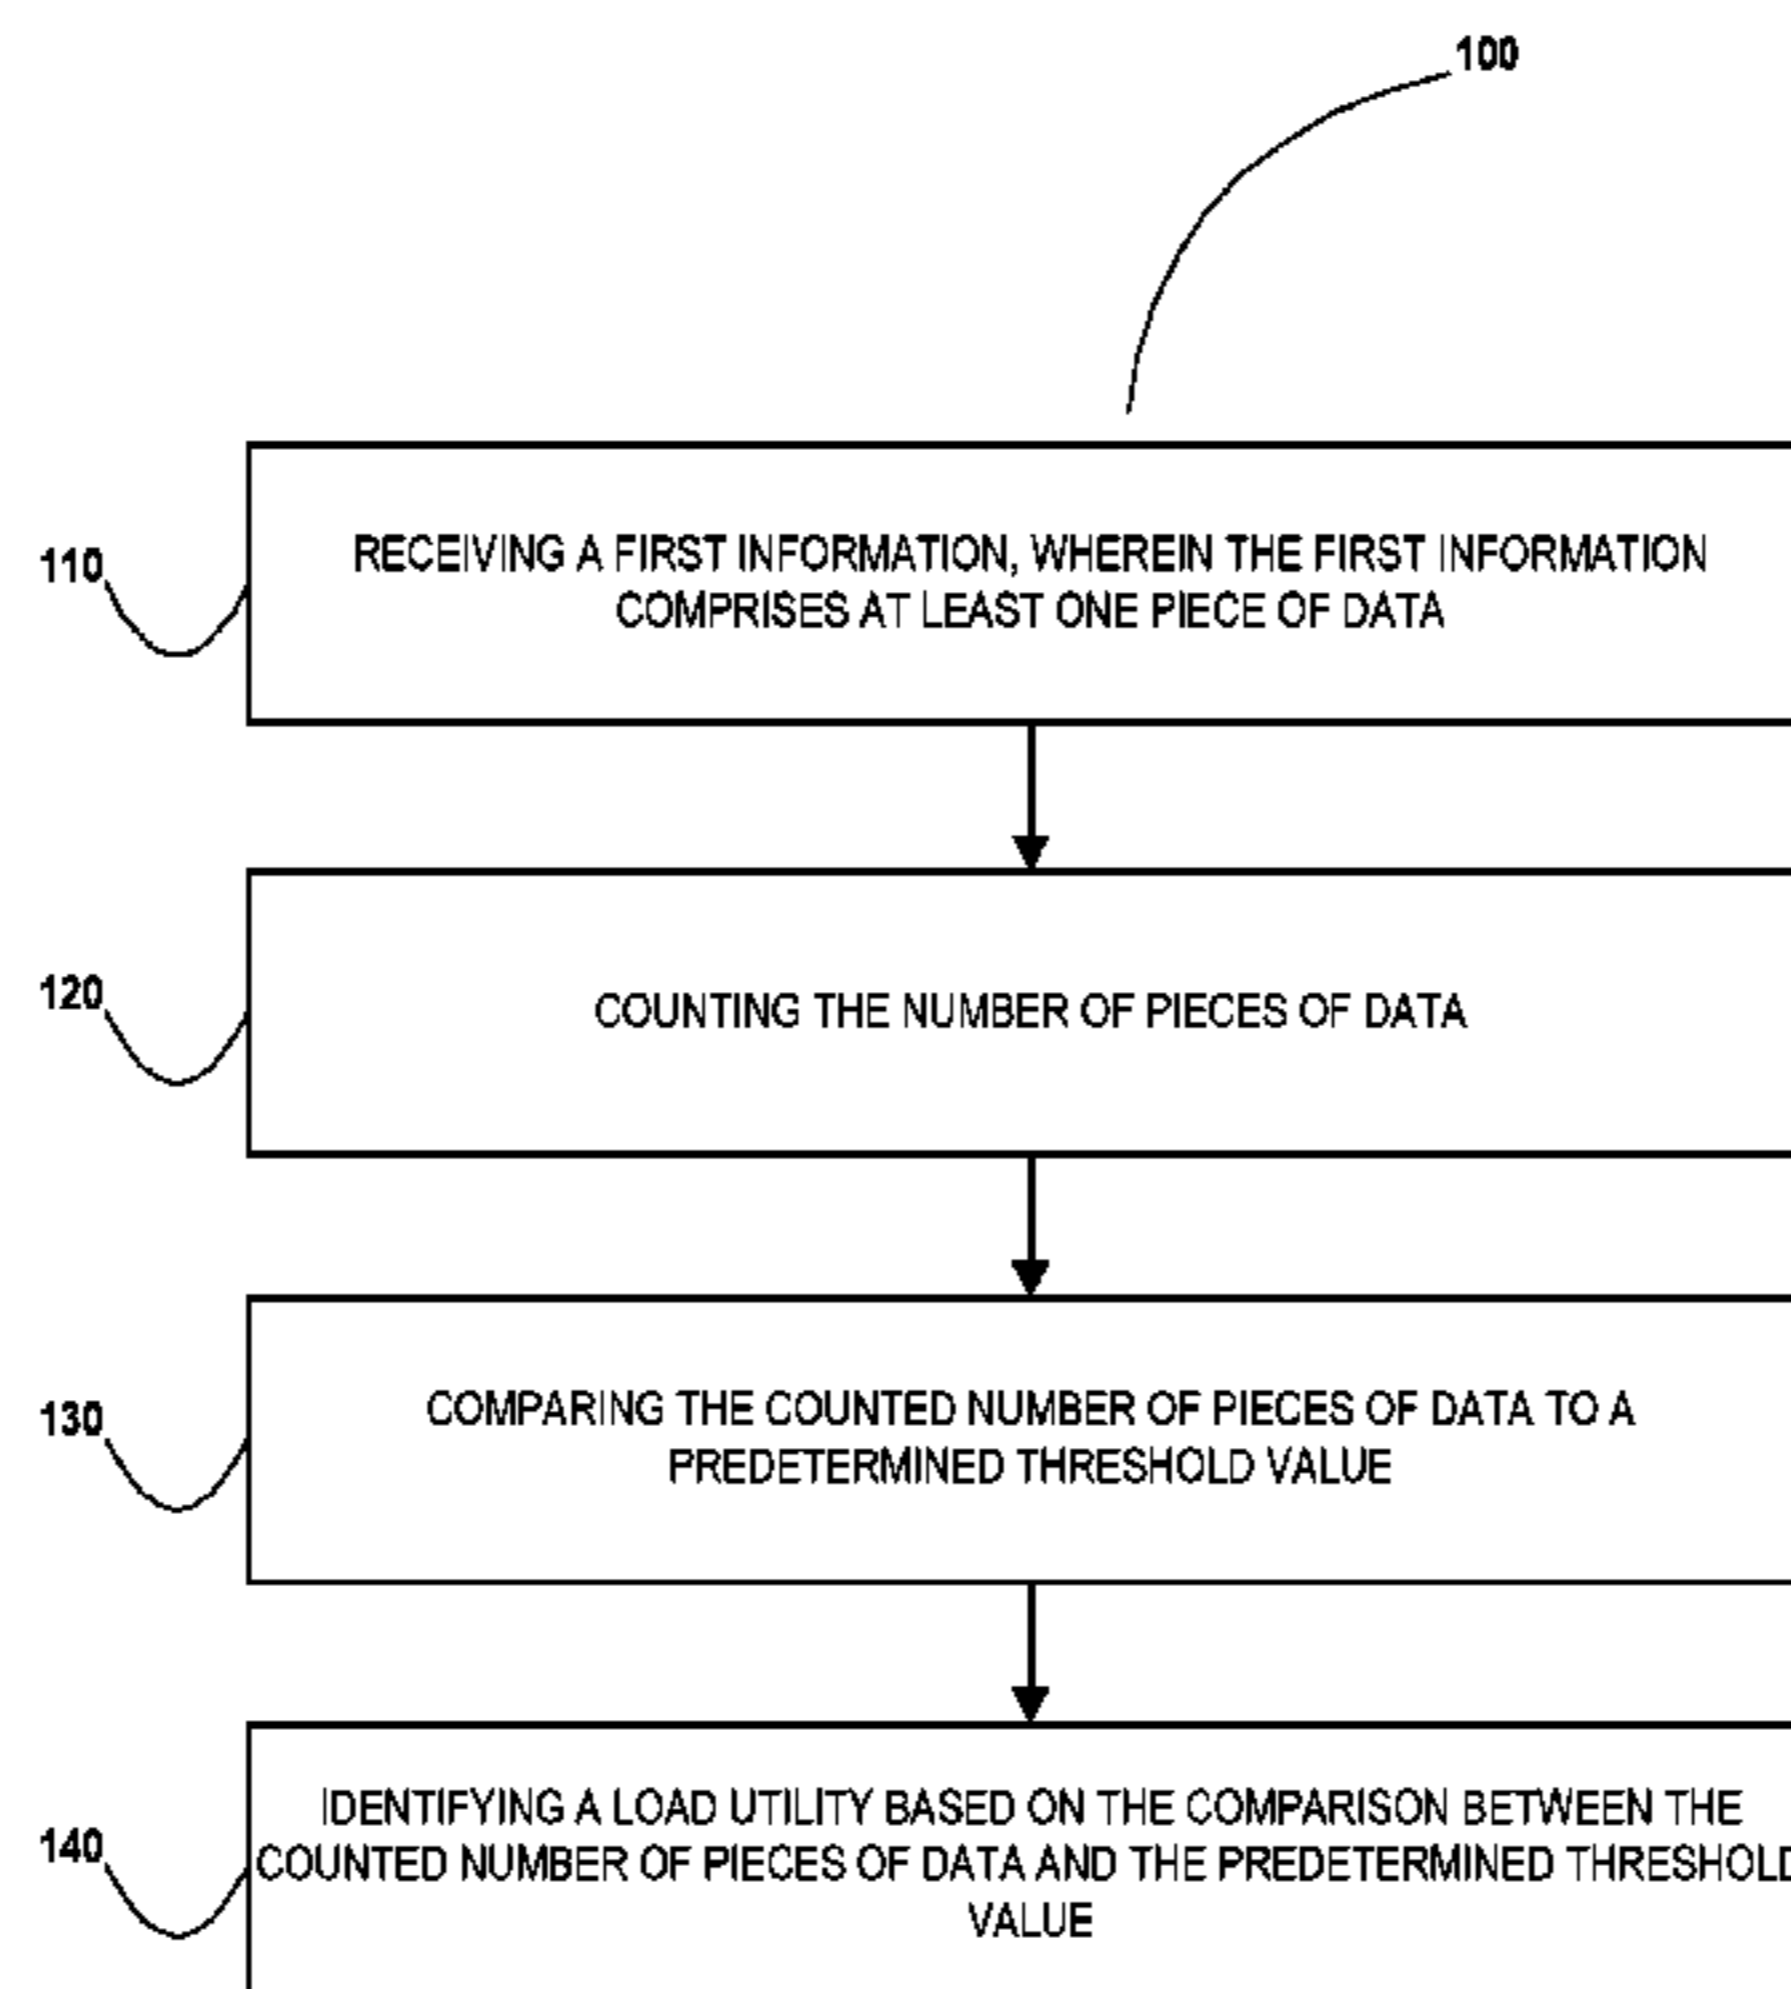 100
110
RECEIVING A FIRST INFORMATION, WHEREIN THE FIRST INFORMATION
COMPRISES AT LEAST ONE PIECE OF DATA
120
COUNTING THE NUMBER OF PIECES OF DATA
130
COMPARING THE COUNTED NUMBER OF PIECES OF DATA TO A
PREDETERMINED THRESHOLD VALUE
140
IDENTIFYING A LOAD UTILITY BASED ON THE COMPARISON BETWEEN THE
COUNTED NUMBER OF PIECES OF DATA AND THE PREDETERMINED THRESHOLD
VALUE